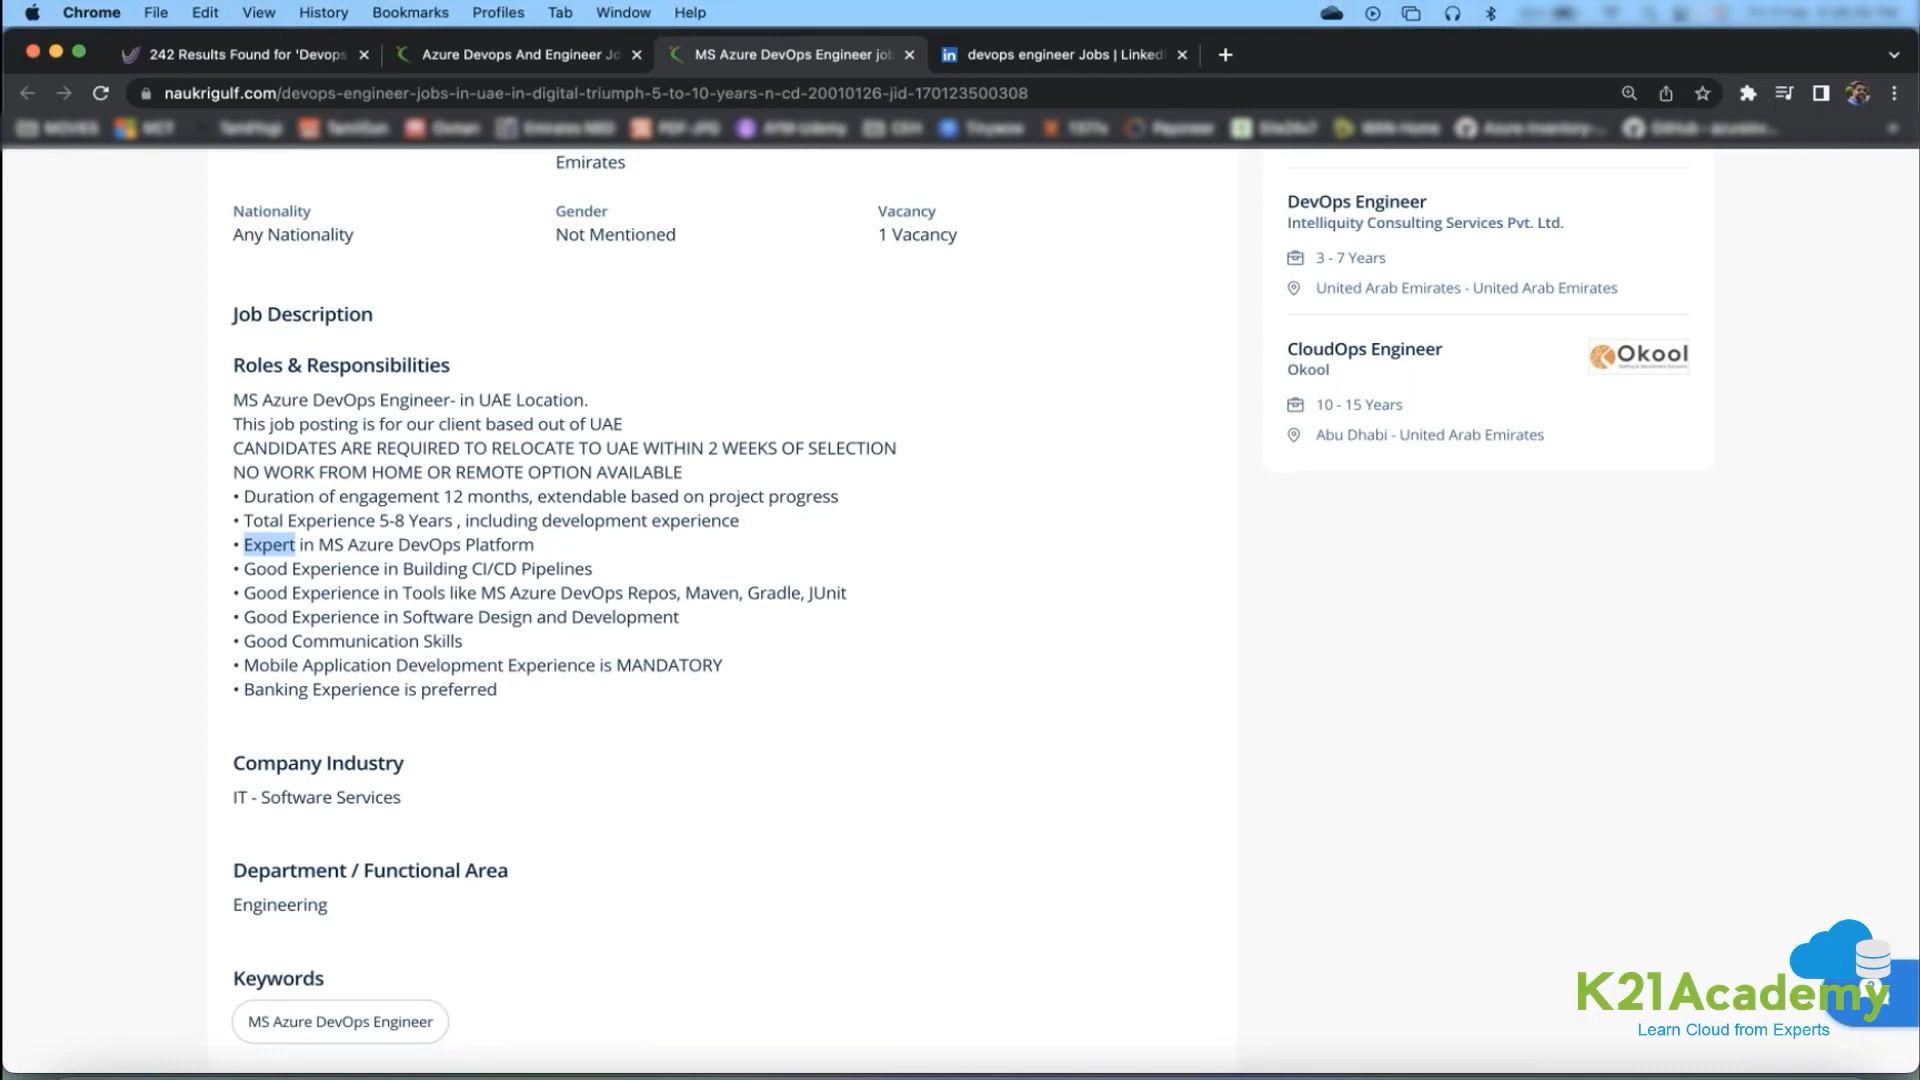 Chrome File Edit View History Bookmarks Profiles Tab Window Help
242 Results Found for 'Devops
Azure Devops And Engineer Jo
MS Azure DevOps Engineer job
devops engineer Jobs | Linked
naukrigulf.com/devops-engineer-jobs-in-uae-in-digital-triumph-5-to-10-years-n-cd-20010126-jid-170123500308
Emirates
Nationality Gender Vacancy
Any Nationality Not Mentioned 1 Vacancy
Job Description
Roles & Responsibilities
MS Azure DevOps Engineer- in UAE Location.
This job posting is for our client based out of UAE
CANDIDATES ARE REQUIRED TO RELOCATE TO UAE WITHIN 2 WEEKS OF SELECTION
NO WORK FROM HOME OR REMOTE OPTION AVAILABLE
• Duration of engagement 12 months, extendable based on project progress
• Total Experience 5-8 Years , including development experience
• Expert in MS Azure DevOps Platform
• Good Experience in Building CI/CD Pipelines
• Good Experience in Tools like MS Azure DevOps Repos, Maven, Gradle, JUnit
• Good Experience in Software Design and Development
• Good Communication Skills
• Mobile Application Development Experience is MANDATORY
• Banking Experience is preferred
Company Industry
IT - Software Services
Department / Functional Area
Engineering
Keywords
MS Azure DevOps Engineer
DevOps Engineer
Intelliquity Consulting Services Pvt. Ltd.
3 - 7 Years
United Arab Emirates - United Arab Emirates
CloudOps Engineer
Okool
Okool
10 - 15 Years
Abu Dhabi - United Arab Emirates
K21Academy
Learn Cloud from Experts